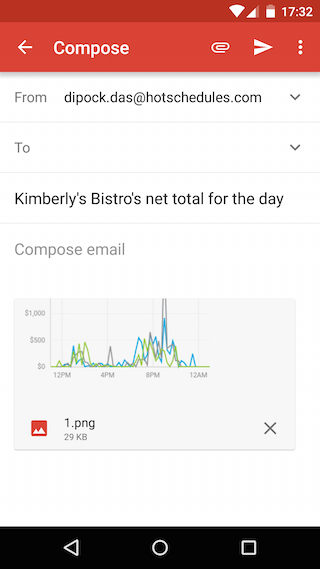 17:32
Compose
From dipock.das@hotschedules.com
To
Kimberly's Bistro's net total for the day
Compose email
$1,000
$500
$0
12PM 4PM 8PM 12AM
1.png
29 KB